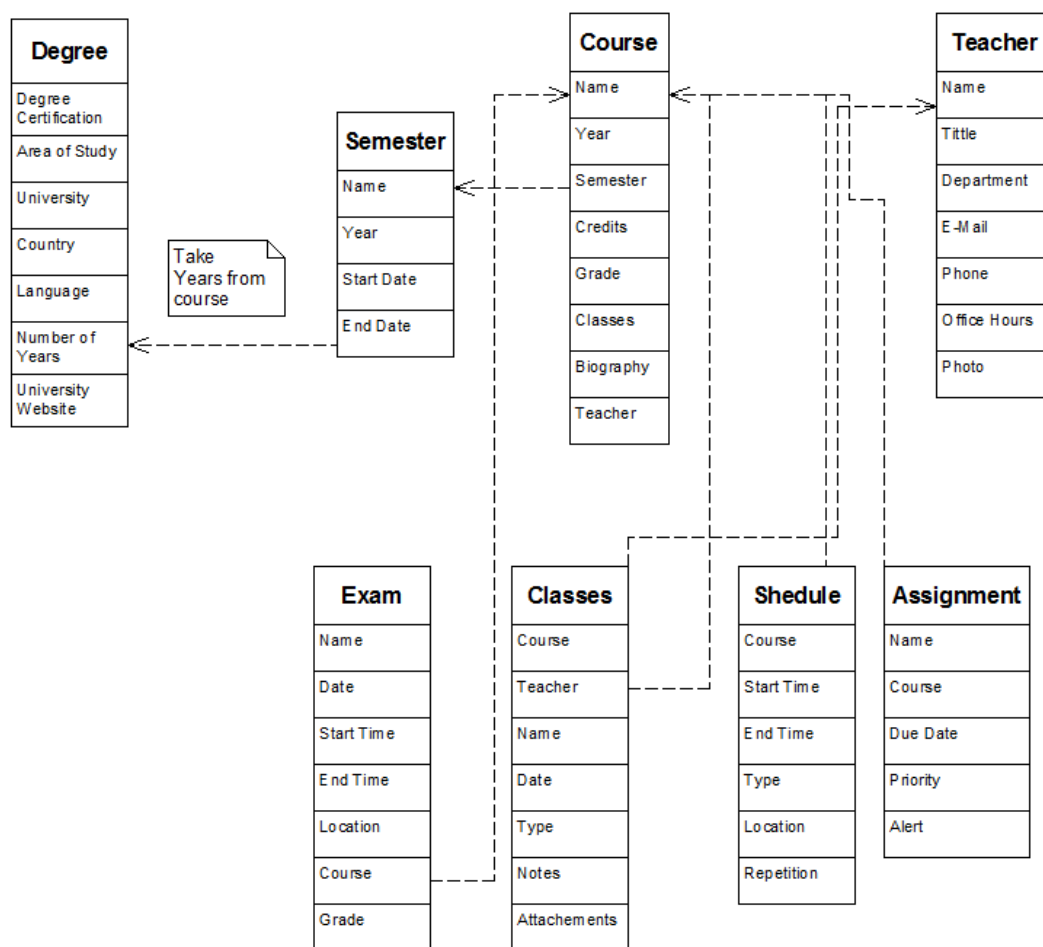 Degree
Degree
Certification
Area of Study
University
Country
Language
Number of
Years
University
Website
Take
Years from
course
Semester
Name
Year
Start Date
End Date
Course
Name
Year
Semester
Credits
Grade
Classes
Biography
Teacher
Teacher
Name
Tittle
Department
E-Mail
Phone
Office Hours
Photo
Exam
Name
Date
Start Time
End Time
Location
Course
Grade
Classes
Course
Teacher
Name
Date
Type
Notes
Attachements
Shedule
Course
Start Time
End Time
Type
Location
Repetition
Assignment
Name
Course
Due Date
Priority
Alert